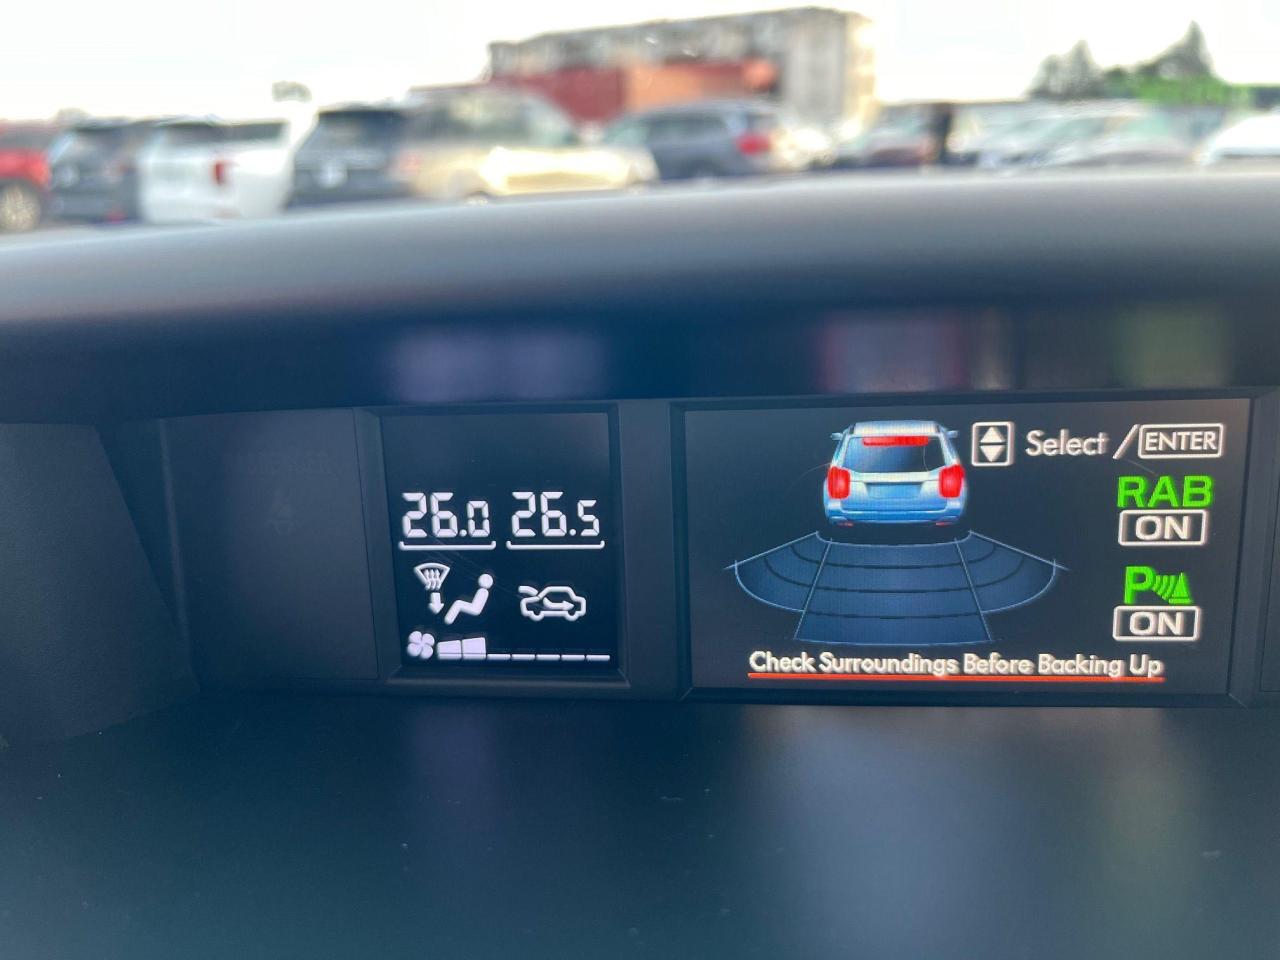 26.0 26.5
Select / ENTER
RAB
ON
P
ON
Check Surroundings Before Backing Up